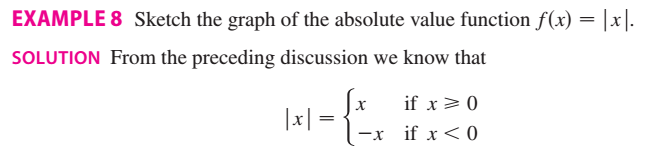 EXAMPLE 8 Sketch the graph of the absolute value function f(x) = |x|.
SOLUTION From the preceding discussion we know that
|x| = { x if x ⩾ 0
−x if x < 0